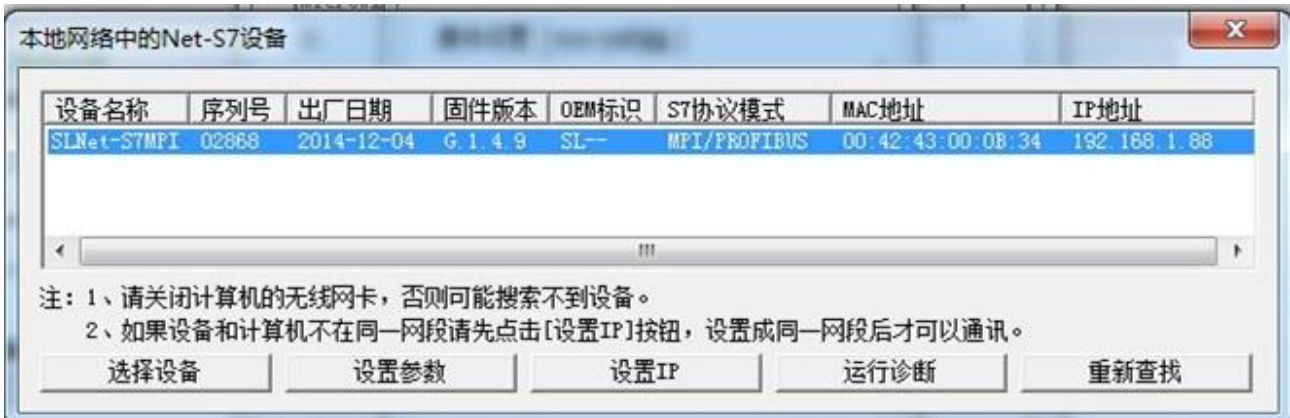 本地网络中的Net-S7设备
设备名称 序列号 出厂日期 固件版本 OEM标识 S7协议模式 MAC地址 IP地址
SLNet-S7MPI 02868 2014-12-04 G.1.4.9 SL-- MPI/PROFIBUS 00:42:43:00:0B:34 192.168.1.88
注: 1、请关闭计算机的无线网卡，否则可能搜索不到设备。
2、如果设备和计算机不在同一网段请先点击[设置IP]按钮，设置成同一网段后才可以通讯。
选择设备 设置参数 设置IP 运行诊断 重新查找